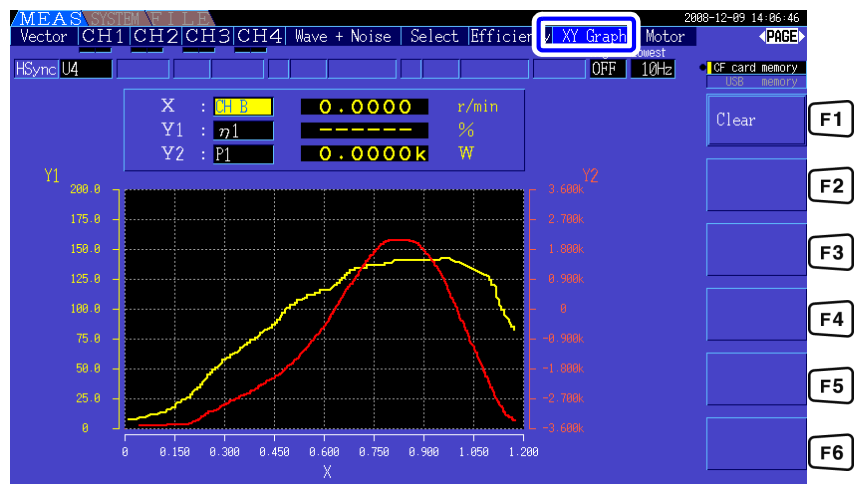 MEAS SYSTEM FILE 2008-12-09 14:06:46
Vector CH1 CH2 CH3 CH4 Wave + Noise Select Efficien y XY Graph Motor PAGE
owest
HSync U4 OFF 10Hz CF card memory
USB memory
X : CH B 0.0000 r/min
Y1 : η1 ------ %
Y2 : P1 0.0000k W
Clear F1
F2
F3
F4
F5
F6
Y1 Y2
200.0 3.600k
175.0 2.700k
150.0 1.800k
125.0 0.900k
100.0 0
75.0 -0.900k
50.0 -1.800k
25.0 -2.700k
0 -3.600k
0 0.150 0.300 0.450 0.600 0.750 0.900 1.050 1.200
X